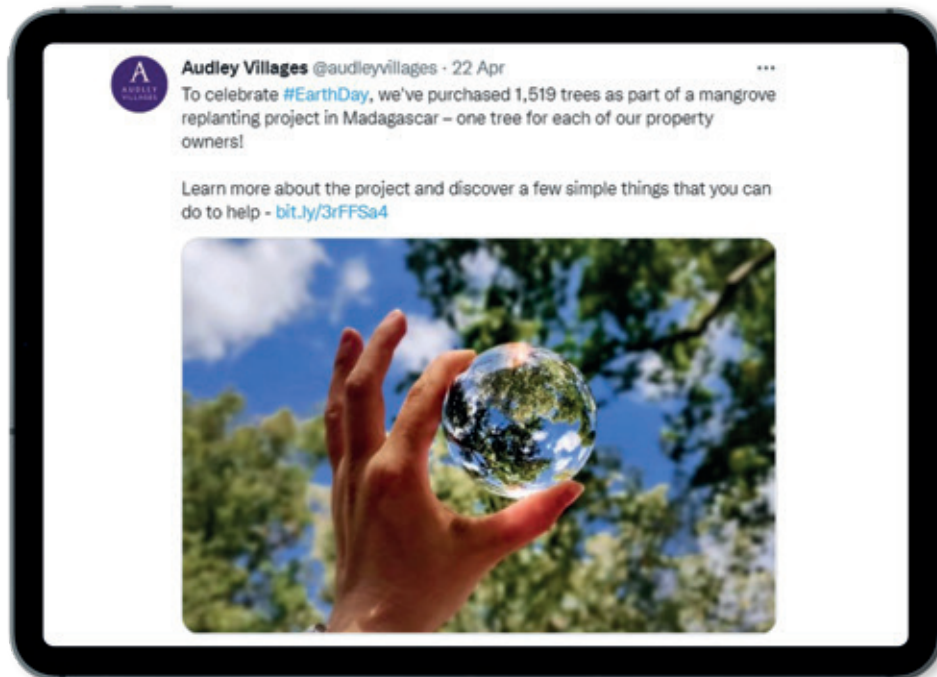 A
AUDLEY
VILLAGES
Audley Villages @audleyvillages · 22 Apr
To celebrate #EarthDay, we've purchased 1,519 trees as part of a mangrove
replanting project in Madagascar – one tree for each of our property
owners!
Learn more about the project and discover a few simple things that you can
do to help - bit.ly/3rFFSa4